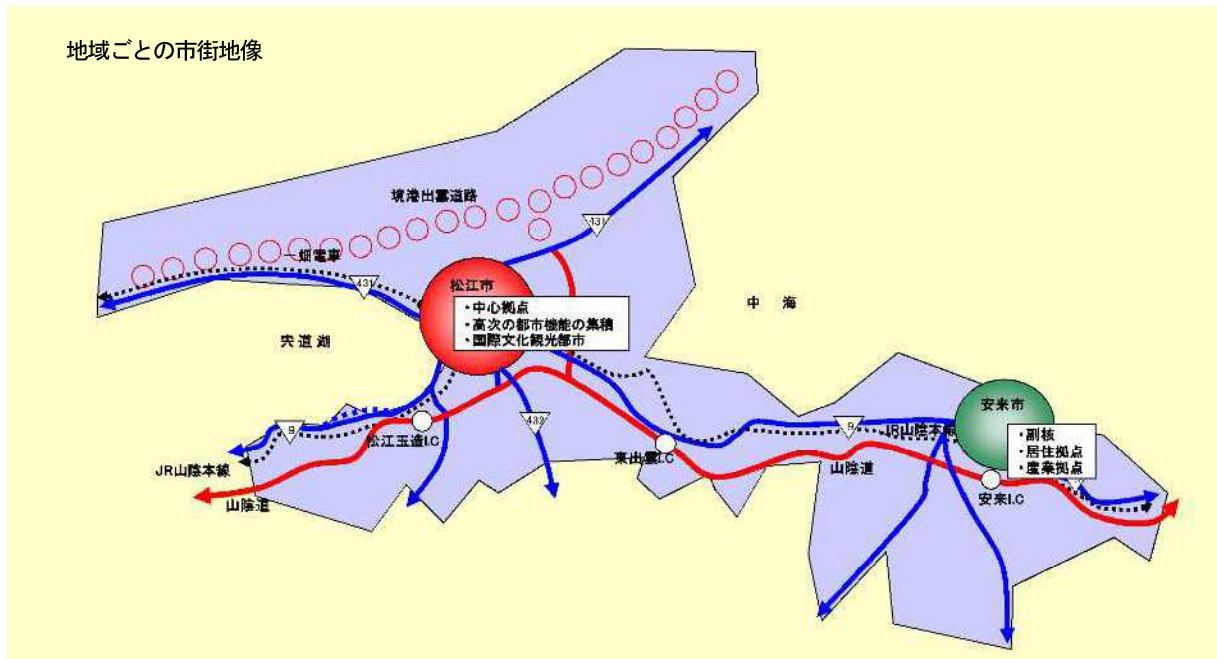 地域ごとの市街地像
境港出雲道路
431
一畑電車
431
松江市
・中心拠点
・高次の都市機能の集積
・国際文化観光都市
中 海
宍道湖
安来市
・副核
・居住拠点
・産業拠点
9
松江玉造I.C
432
9
JR山陰本線
東出雲I.C
山陰道
JR山陰本線
山陰道
安来I.C